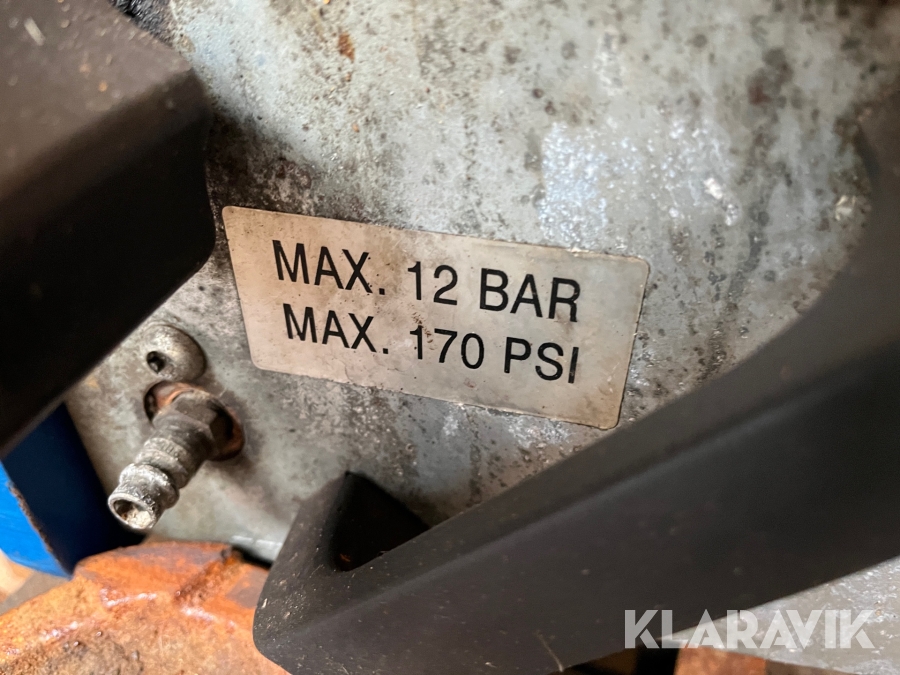 MAX. 12 BAR
MAX. 170 PSI
KLARAVIK